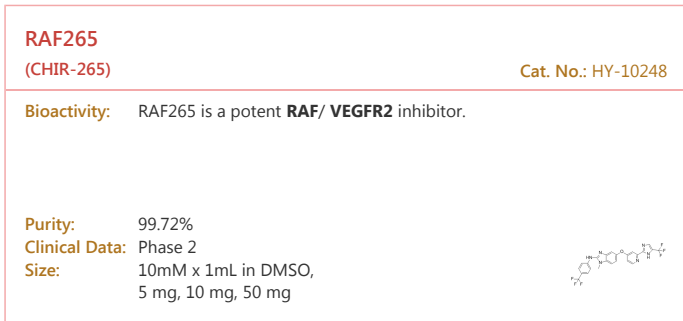 RAF265
(CHIR-265)
Cat. No.: HY-10248
Bioactivity: RAF265 is a potent RAF/ VEGFR2 inhibitor.
Purity: 99.72%
Clinical Data: Phase 2
Size: 10mM x 1mL in DMSO,
5 mg, 10 mg, 50 mg